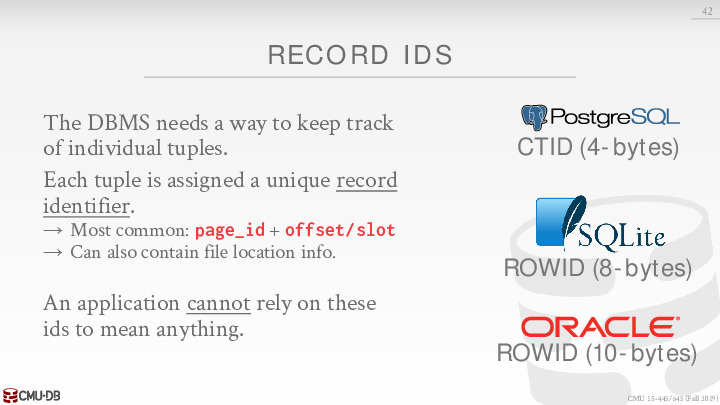 42
RECORD IDS
The DBMS needs a way to keep track
of individual tuples.
Each tuple is assigned a unique record
identifier.
→ Most common: page_id + offset/slot
→ Can also contain file location info.
An application cannot rely on these
ids to mean anything.
PostgreSQL
CTID (4-bytes)
SQLite
ROWID (8-bytes)
ORACLE®
ROWID (10-bytes)
CMU·DB
CMU 15-445/645 (Fall 2019)